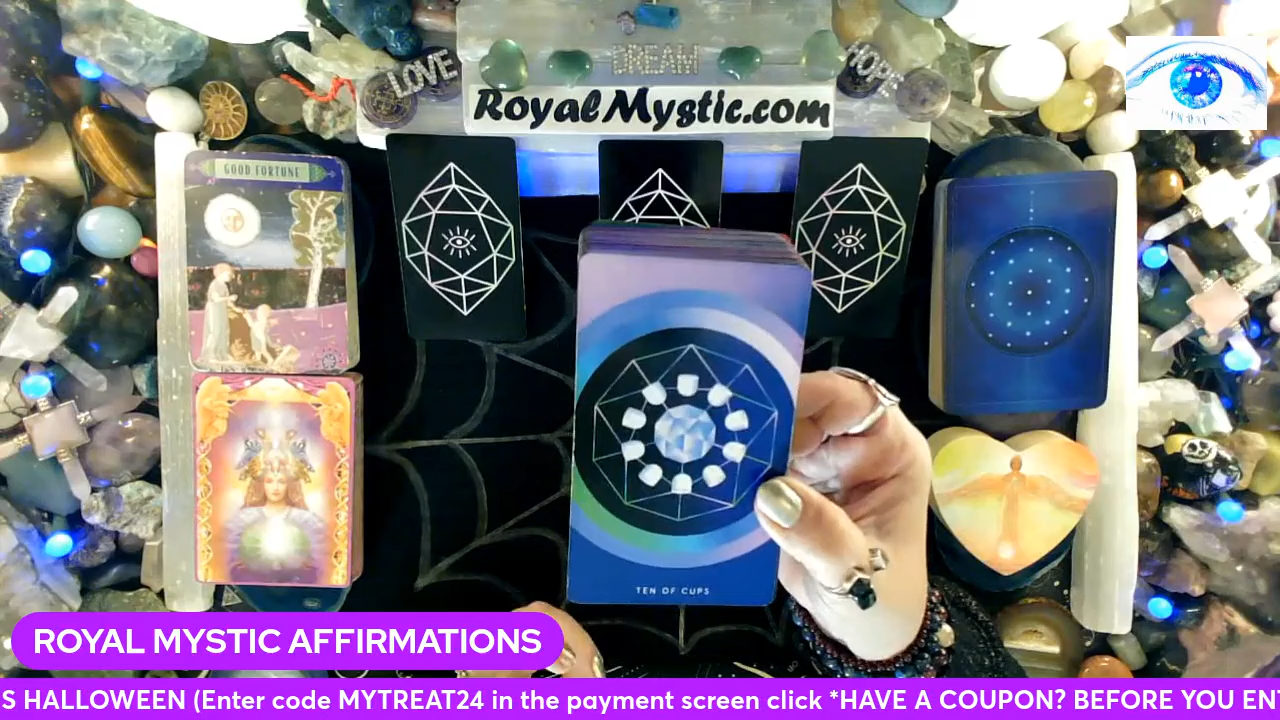 LOVE
DREAM
HOPE
RoyalMystic.com
GOOD FORTUNE
TEN OF CUPS
ROYAL MYSTIC AFFIRMATIONS
S HALLOWEEN (Enter code MYTREAT24 in the payment screen click *HAVE A COUPON? BEFORE YOU EN